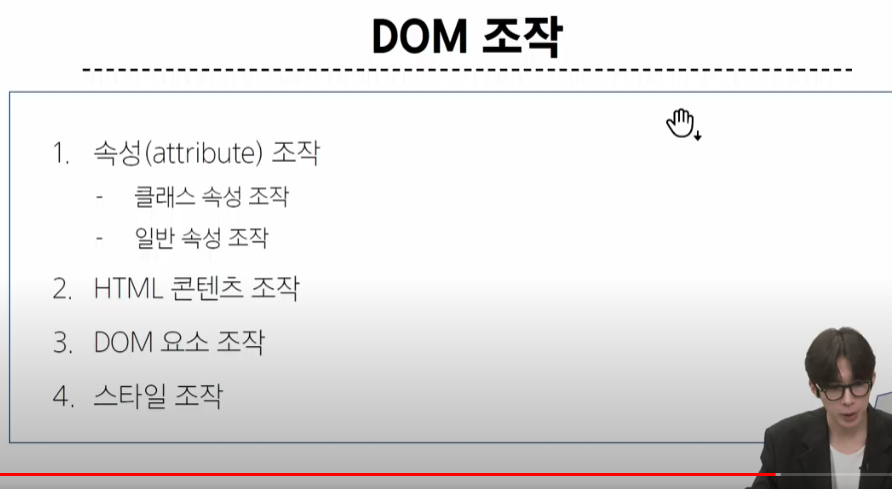 DOM 조작
1. 속성(attribute) 조작
- 클래스 속성 조작
- 일반 속성 조작
2. HTML 콘텐츠 조작
3. DOM 요소 조작
4. 스타일 조작